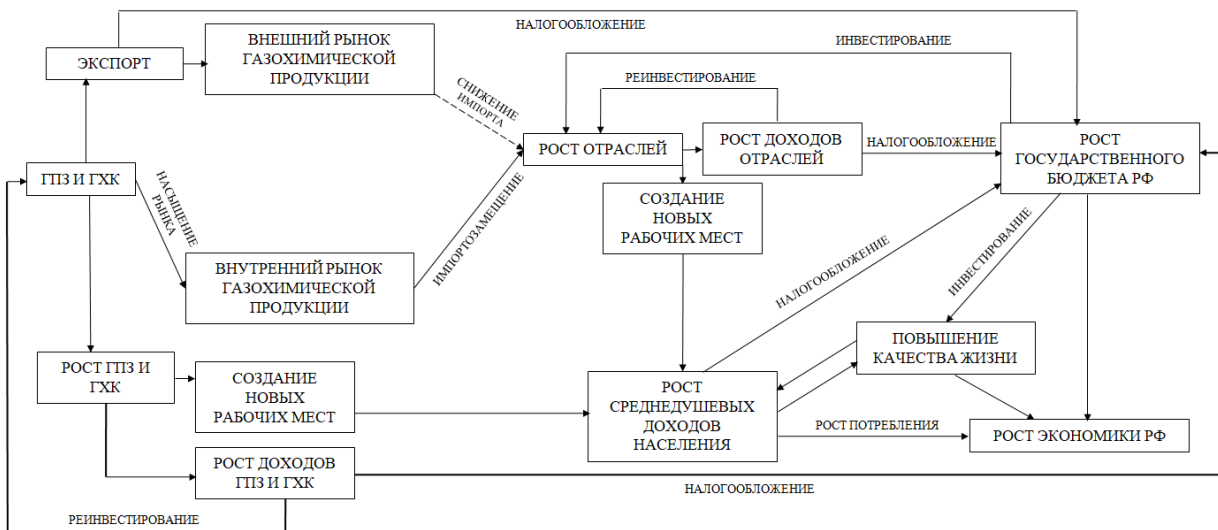 НАЛОГООБЛОЖЕНИЕ
ЭКСПОРТ
ВНЕШНИЙ РЫНОК
ГАЗОХИМИЧЕСКОЙ
ПРОДУКЦИИ
ИНВЕСТИРОВАНИЕ
РЕИНВЕСТИРОВАНИЕ
СНИЖЕНИЕ
ИМПОРТА
РОСТ ОТРАСЛЕЙ
РОСТ ДОХОДОВ
ОТРАСЛЕЙ
НАЛОГООБЛОЖЕНИЕ
РОСТ
ГОСУДАРСТВЕННОГО
БЮДЖЕТА РФ
ГПЗ И ГХК
НАСЫЩЕНИЕ
РЫНКА
ИМПОРТОЗАМЕЩЕНИЕ
СОЗДАНИЕ
НОВЫХ
РАБОЧИХ МЕСТ
ВНУТРЕННИЙ РЫНОК
ГАЗОХИМИЧЕСКОЙ
ПРОДУКЦИИ
НАЛОГООБЛОЖЕНИЕ
ИНВЕСТИРОВАНИЕ
РОСТ ГПЗ И
ГХК
СОЗДАНИЕ
НОВЫХ
РАБОЧИХ МЕСТ
РОСТ
СРЕДНЕДУШЕВЫХ
ДОХОДОВ
НАСЕЛЕНИЯ
ПОВЫШЕНИЕ
КАЧЕСТВА ЖИЗНИ
РОСТ ПОТРЕБЛЕНИЯ
РОСТ ЭКОНОМИКИ РФ
РОСТ ДОХОДОВ
ГПЗ И ГХК
НАЛОГООБЛОЖЕНИЕ
РЕИНВЕСТИРОВАНИЕ